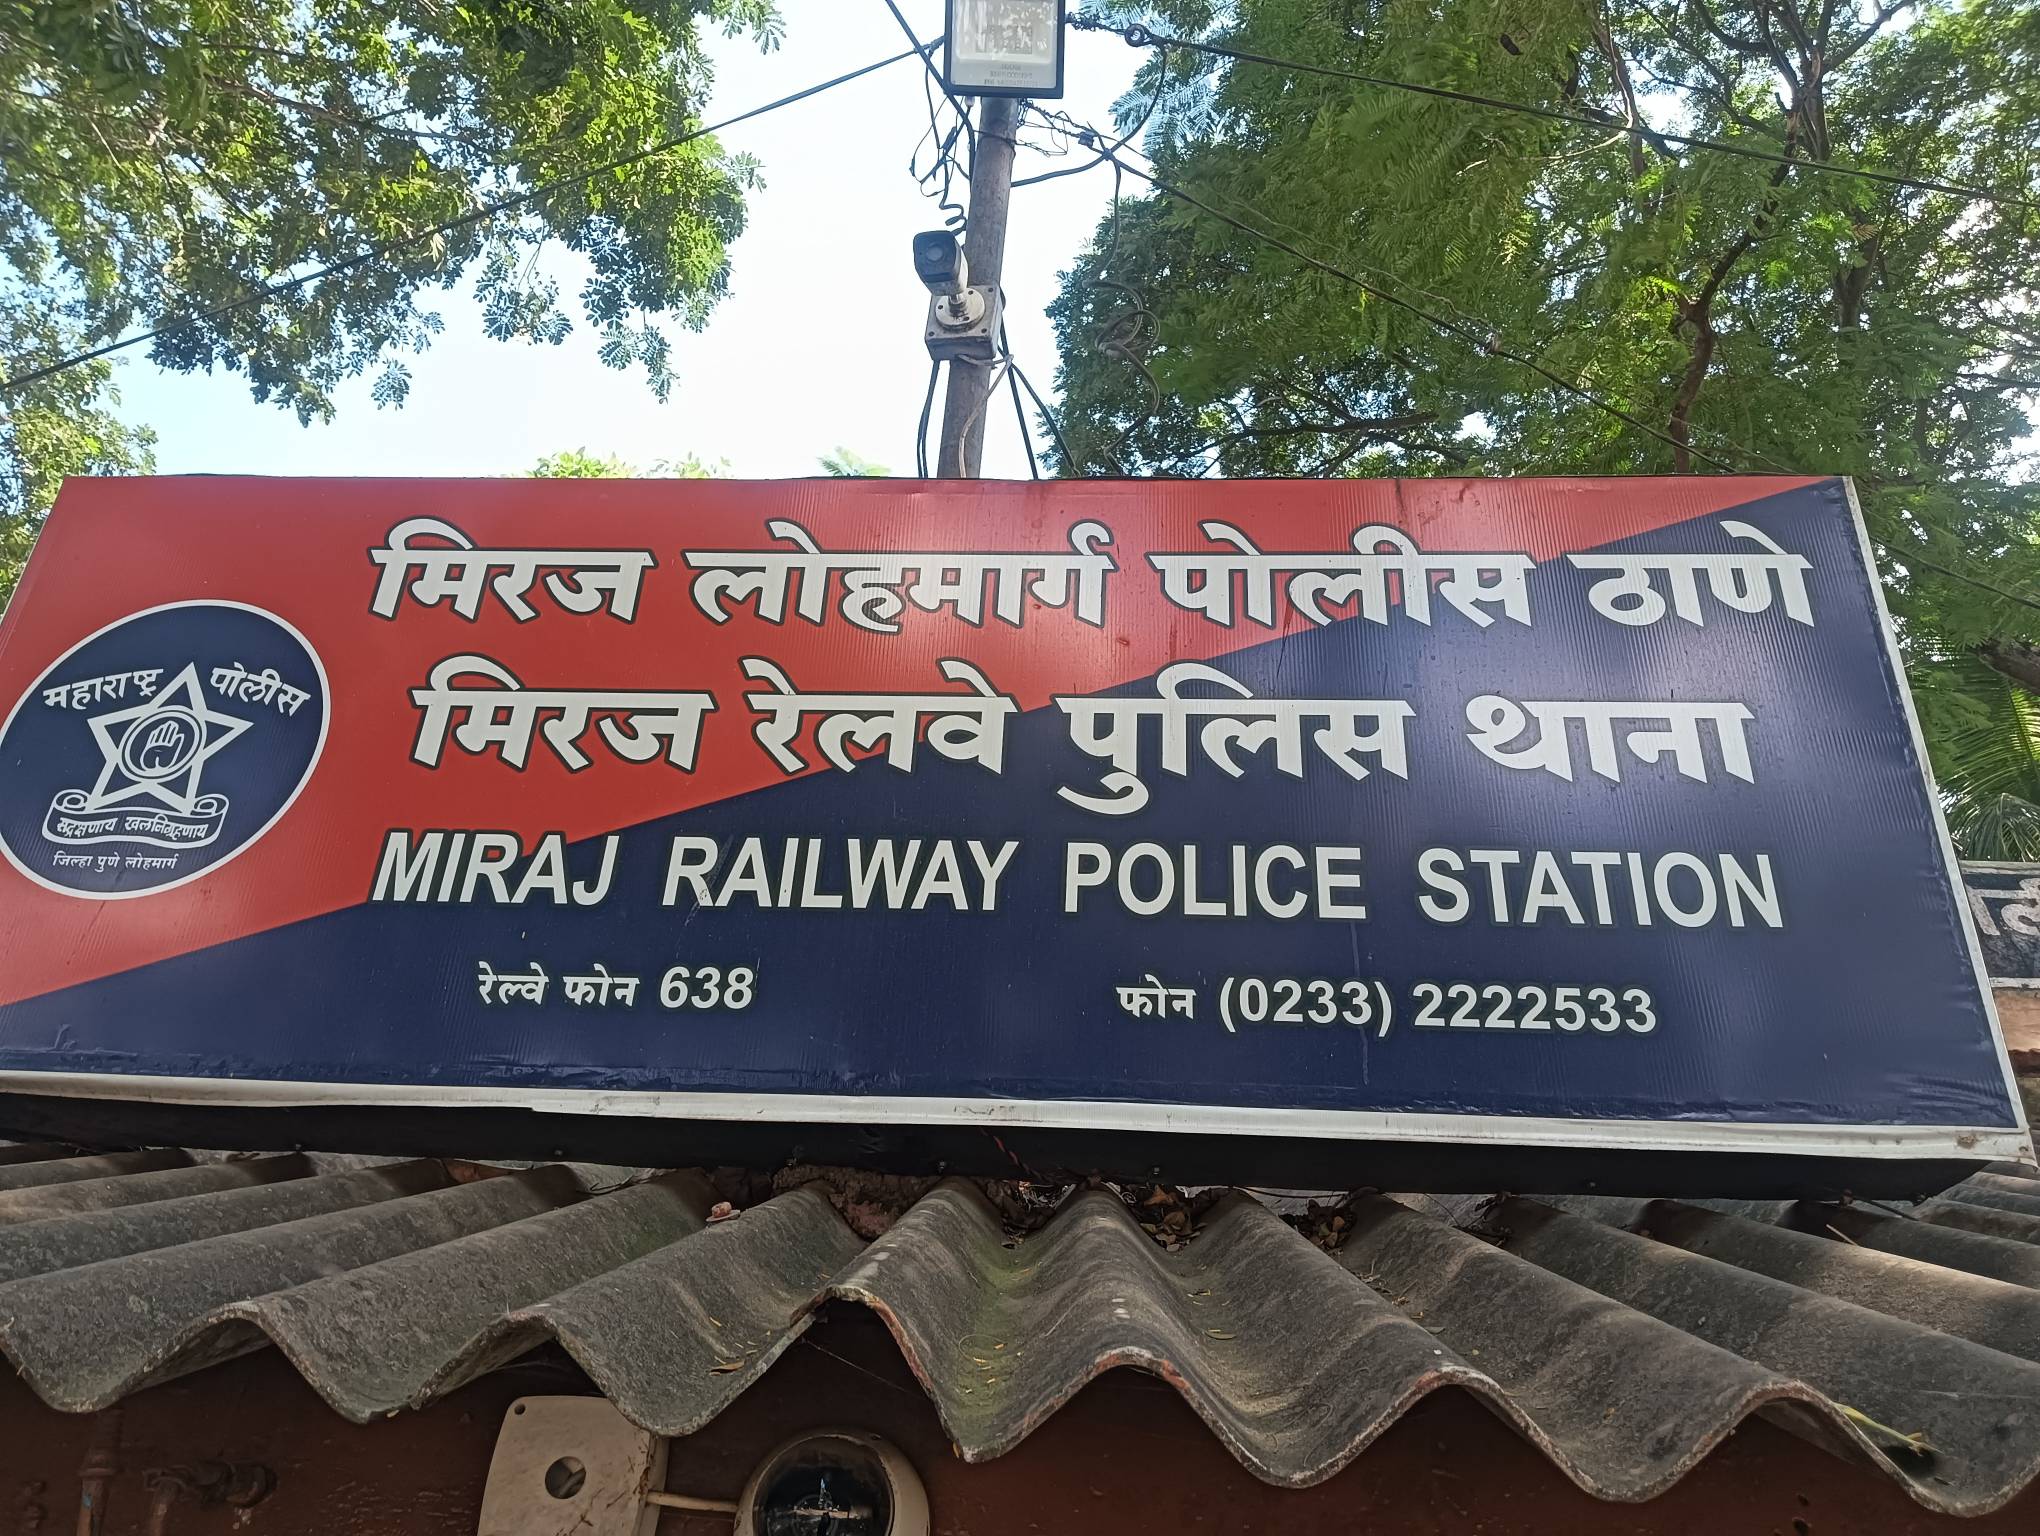 मिरज लोहमार्ग पोलीस ठाणे
मिरज रेलवे पुलिस थाना
MIRAJ RAILWAY POLICE STATION
रेल्वे फोन 638
फोन (0233) 2222533
महाराष्ट्र पोलीस
सद्रक्षणाय खलनिग्रहणाय
जिल्हा पुणे लोहमार्ग